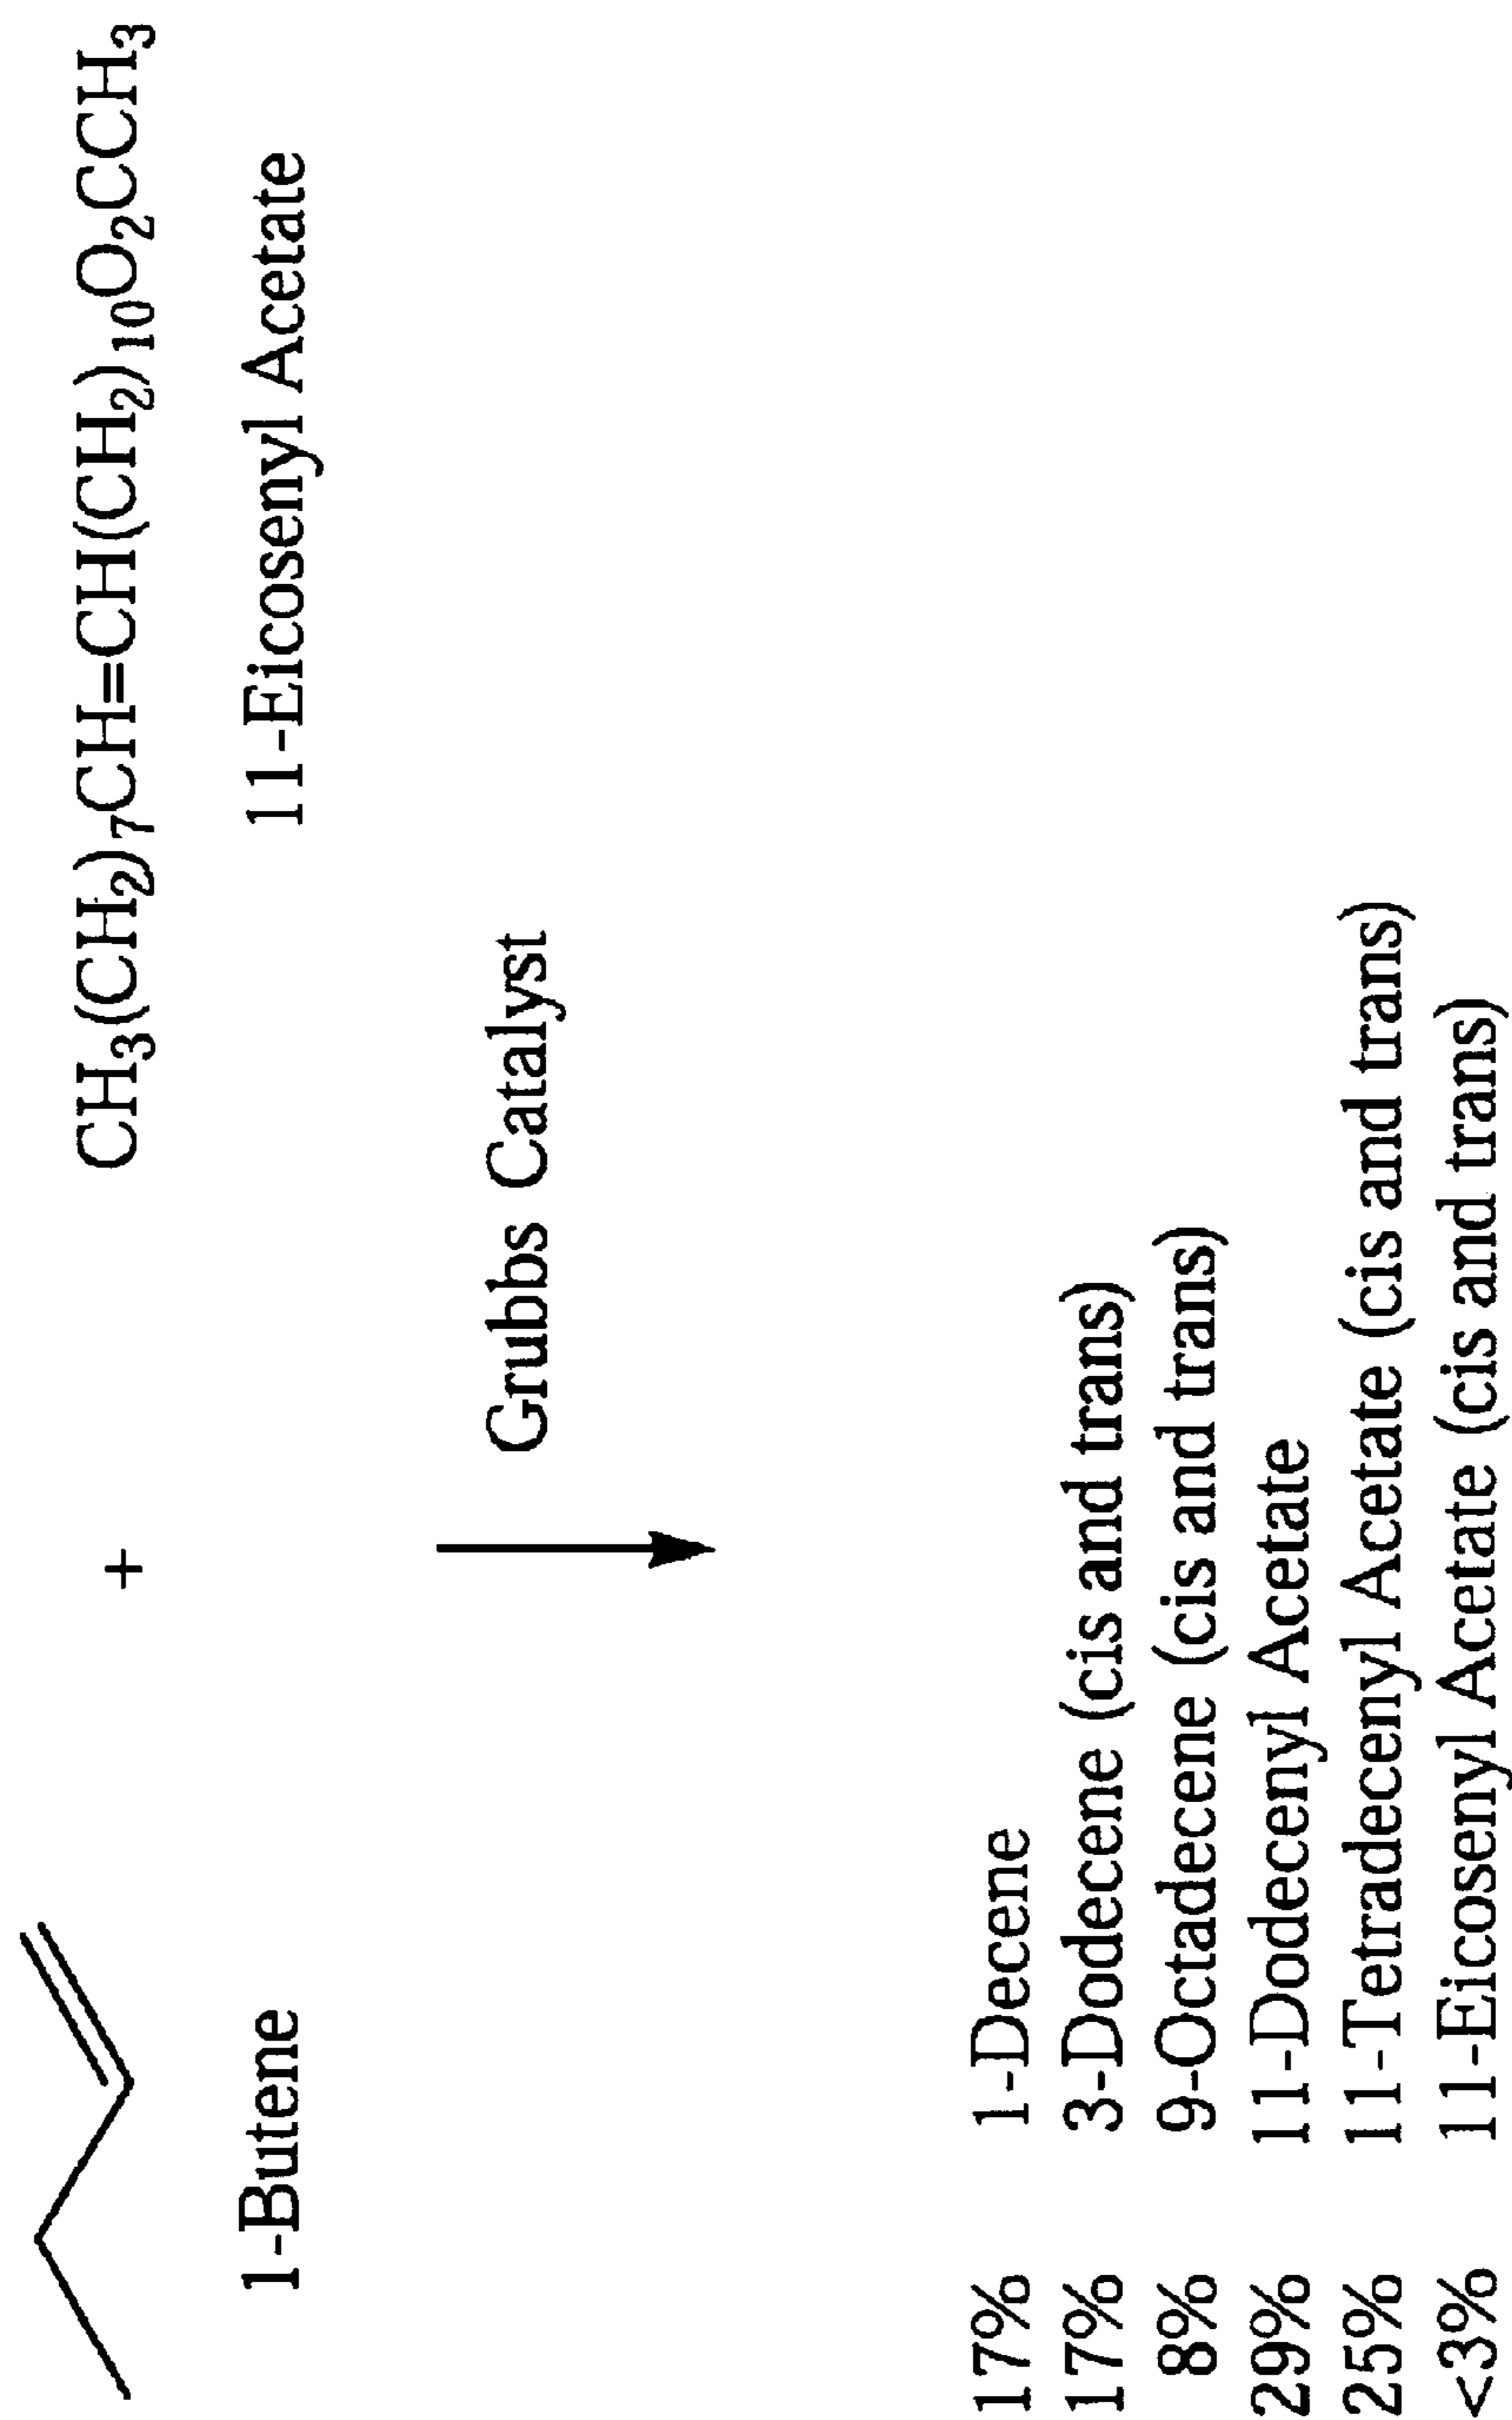 + CH₃(CH₂)₇CH=CH(CH₂)₁₀O₂CCH₃
1-Butene 11-Eicosenyl Acetate
Grubbs Catalyst
17% 1-Decene
17% 3-Dodecene (cis and trans)
8% 9-Octadecene (cis and trans)
29% 11-Dodecenyl Acetate
25% 11-Tetradecenyl Acetate (cis and trans)
<3% 11-Eicosenyl Acetate (cis and trans)